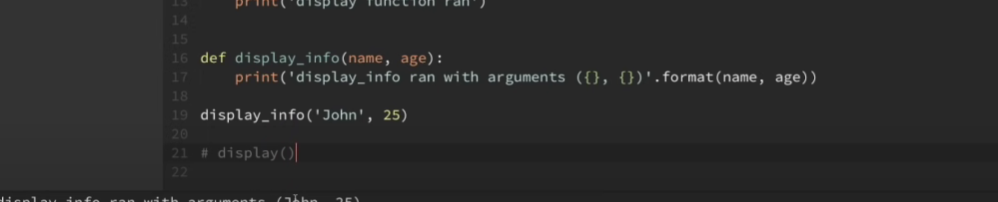 13 print('display function ran')
14
15
16 def display_info(name, age):
17 print('display_info ran with arguments ({}, {})'.format(name, age))
18
19 display_info('John', 25)
20
21 # display()
22
display_info ran with arguments (John, 25)